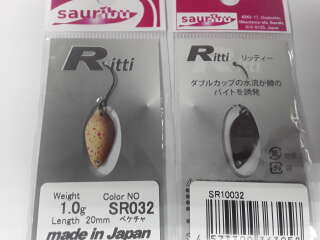 sauribu
Ritti
Weight
1.0g
Length 20mm
Color NO
SR032
ペケチャ
made in Japan
Ritti リッティー
ダブルカップの水流が鱒の
バイトを誘発
SR10032